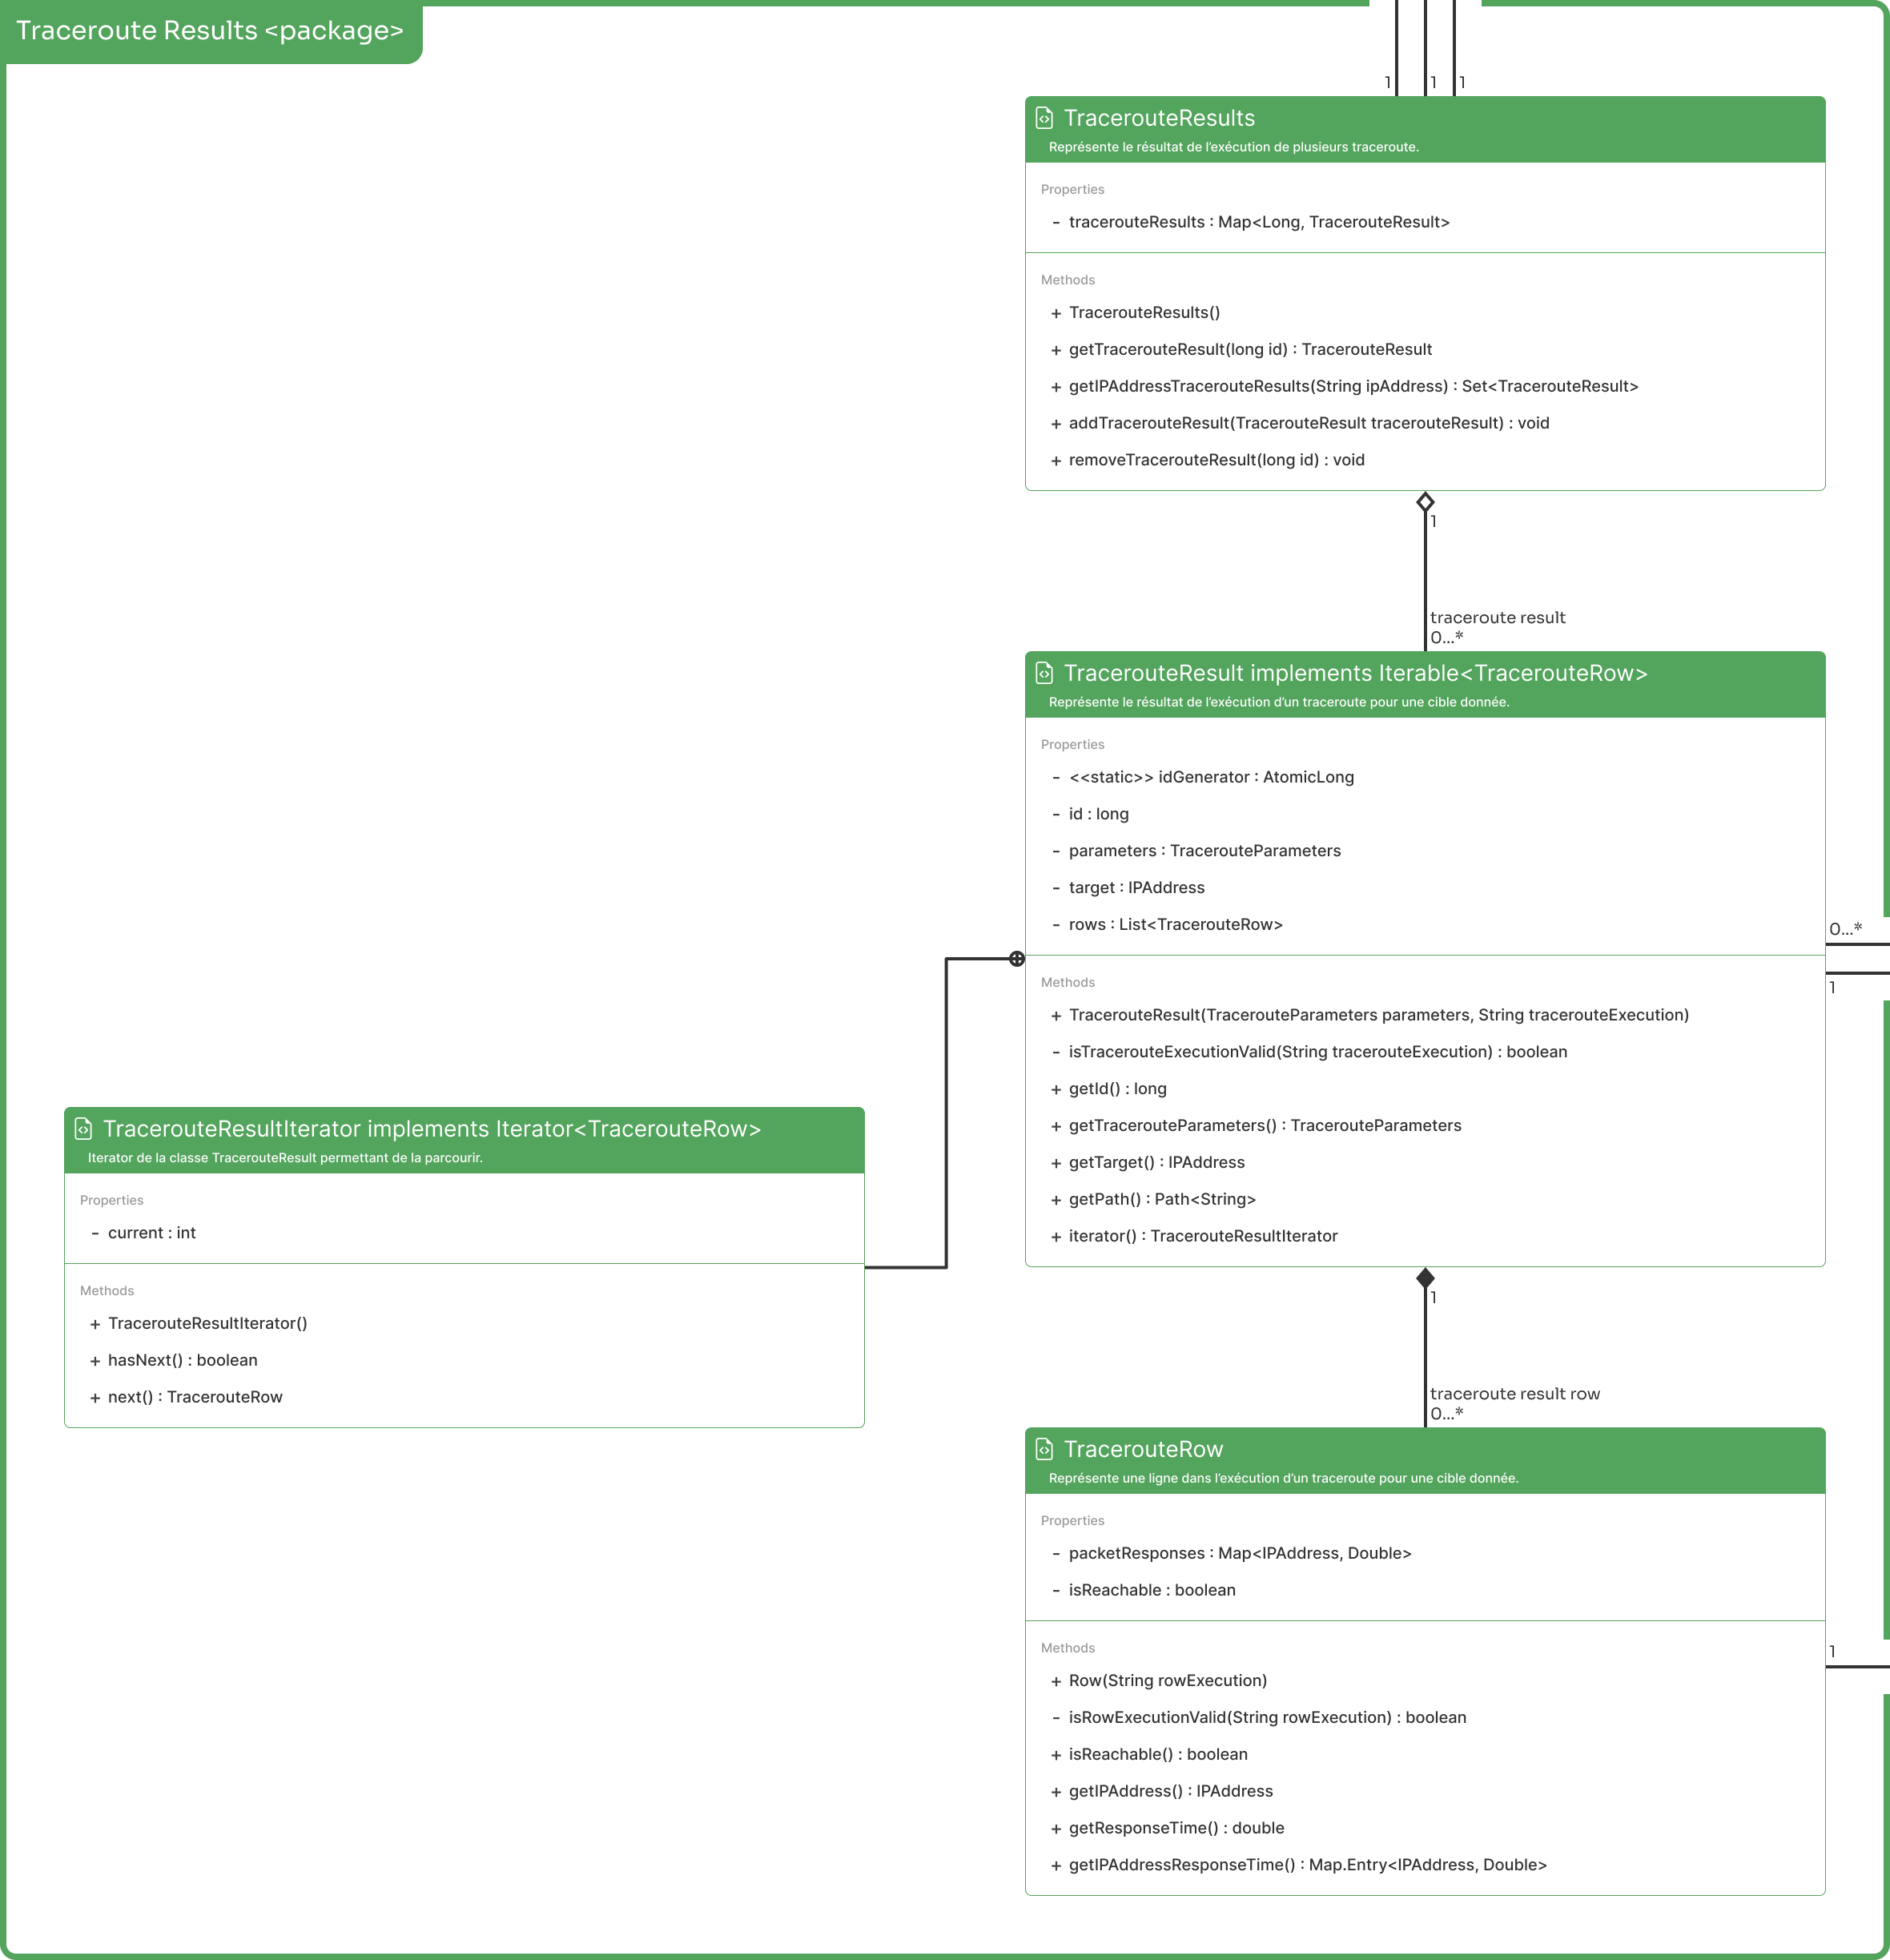 Traceroute Results <package>
1
1
1
TracerouteResults
Représente le résultat de l'exécution de plusieurs traceroute.
Properties
- tracerouteResults : Map<Long, TracerouteResult>
Methods
+ TracerouteResults()
+ getTracerouteResult(long id) : TracerouteResult
+ getIPAddressTracerouteResults(String ipAddress) : Set<TracerouteResult>
+ addTracerouteResult(TracerouteResult tracerouteResult) : void
+ removeTracerouteResult(long id) : void
1
traceroute result
0...*
TracerouteResult implements Iterable<TracerouteRow>
Représente le résultat de l'exécution d'un traceroute pour une cible donnée.
Properties
- <<static>> idGenerator : AtomicLong
- id : long
- parameters : TracerouteParameters
- target : IPAddress
- rows : List<TracerouteRow>
0...*
1
Methods
+ TracerouteResult(TracerouteParameters parameters, String tracerouteExecution)
- isTracerouteExecutionValid(String tracerouteExecution) : boolean
+ getId() : long
+ getTracerouteParameters() : TracerouteParameters
+ getTarget() : IPAddress
+ getPath() : Path<String>
+ iterator() : TracerouteResultIterator
TracerouteResultIterator implements Iterator<TracerouteRow>
Iterator de la classe TracerouteResult permettant de la parcourir.
Properties
- current : int
Methods
+ TracerouteResultIterator()
+ hasNext() : boolean
+ next() : TracerouteRow
1
traceroute result row
0...*
TracerouteRow
Représente une ligne dans l'exécution d'un traceroute pour une cible donnée.
Properties
- packetResponses : Map<IPAddress, Double>
- isReachable : boolean
Methods
1
+ Row(String rowExecution)
- isRowExecutionValid(String rowExecution) : boolean
+ isReachable() : boolean
+ getIPAddress() : IPAddress
+ getResponseTime() : double
+ getIPAddressResponseTime() : Map.Entry<IPAddress, Double>